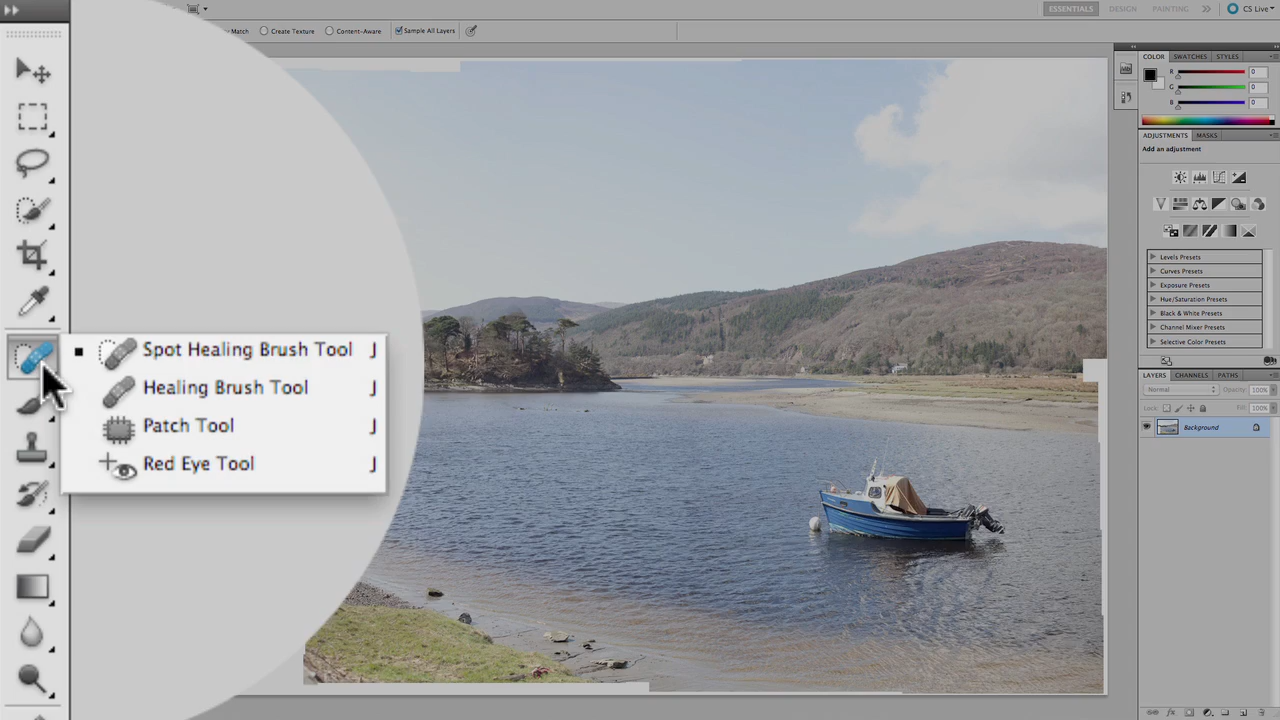 ESSENTIALS DESIGN PAINTING CS Live
Match Create Texture Content-Aware Sample All Layers
COLOR SWATCHES STYLES
R 0
G 0
B 0
ADJUSTMENTS MASKS
Add an adjustment
Levels Presets
Curves Presets
Exposure Presets
Hue/Saturation Presets
Black & White Presets
Channel Mixer Presets
Selective Color Presets
LAYERS CHANNELS PATHS
Normal Opacity: 100%
Lock: Fill: 100%
Background
Spot Healing Brush Tool J
Healing Brush Tool J
Patch Tool J
Red Eye Tool J